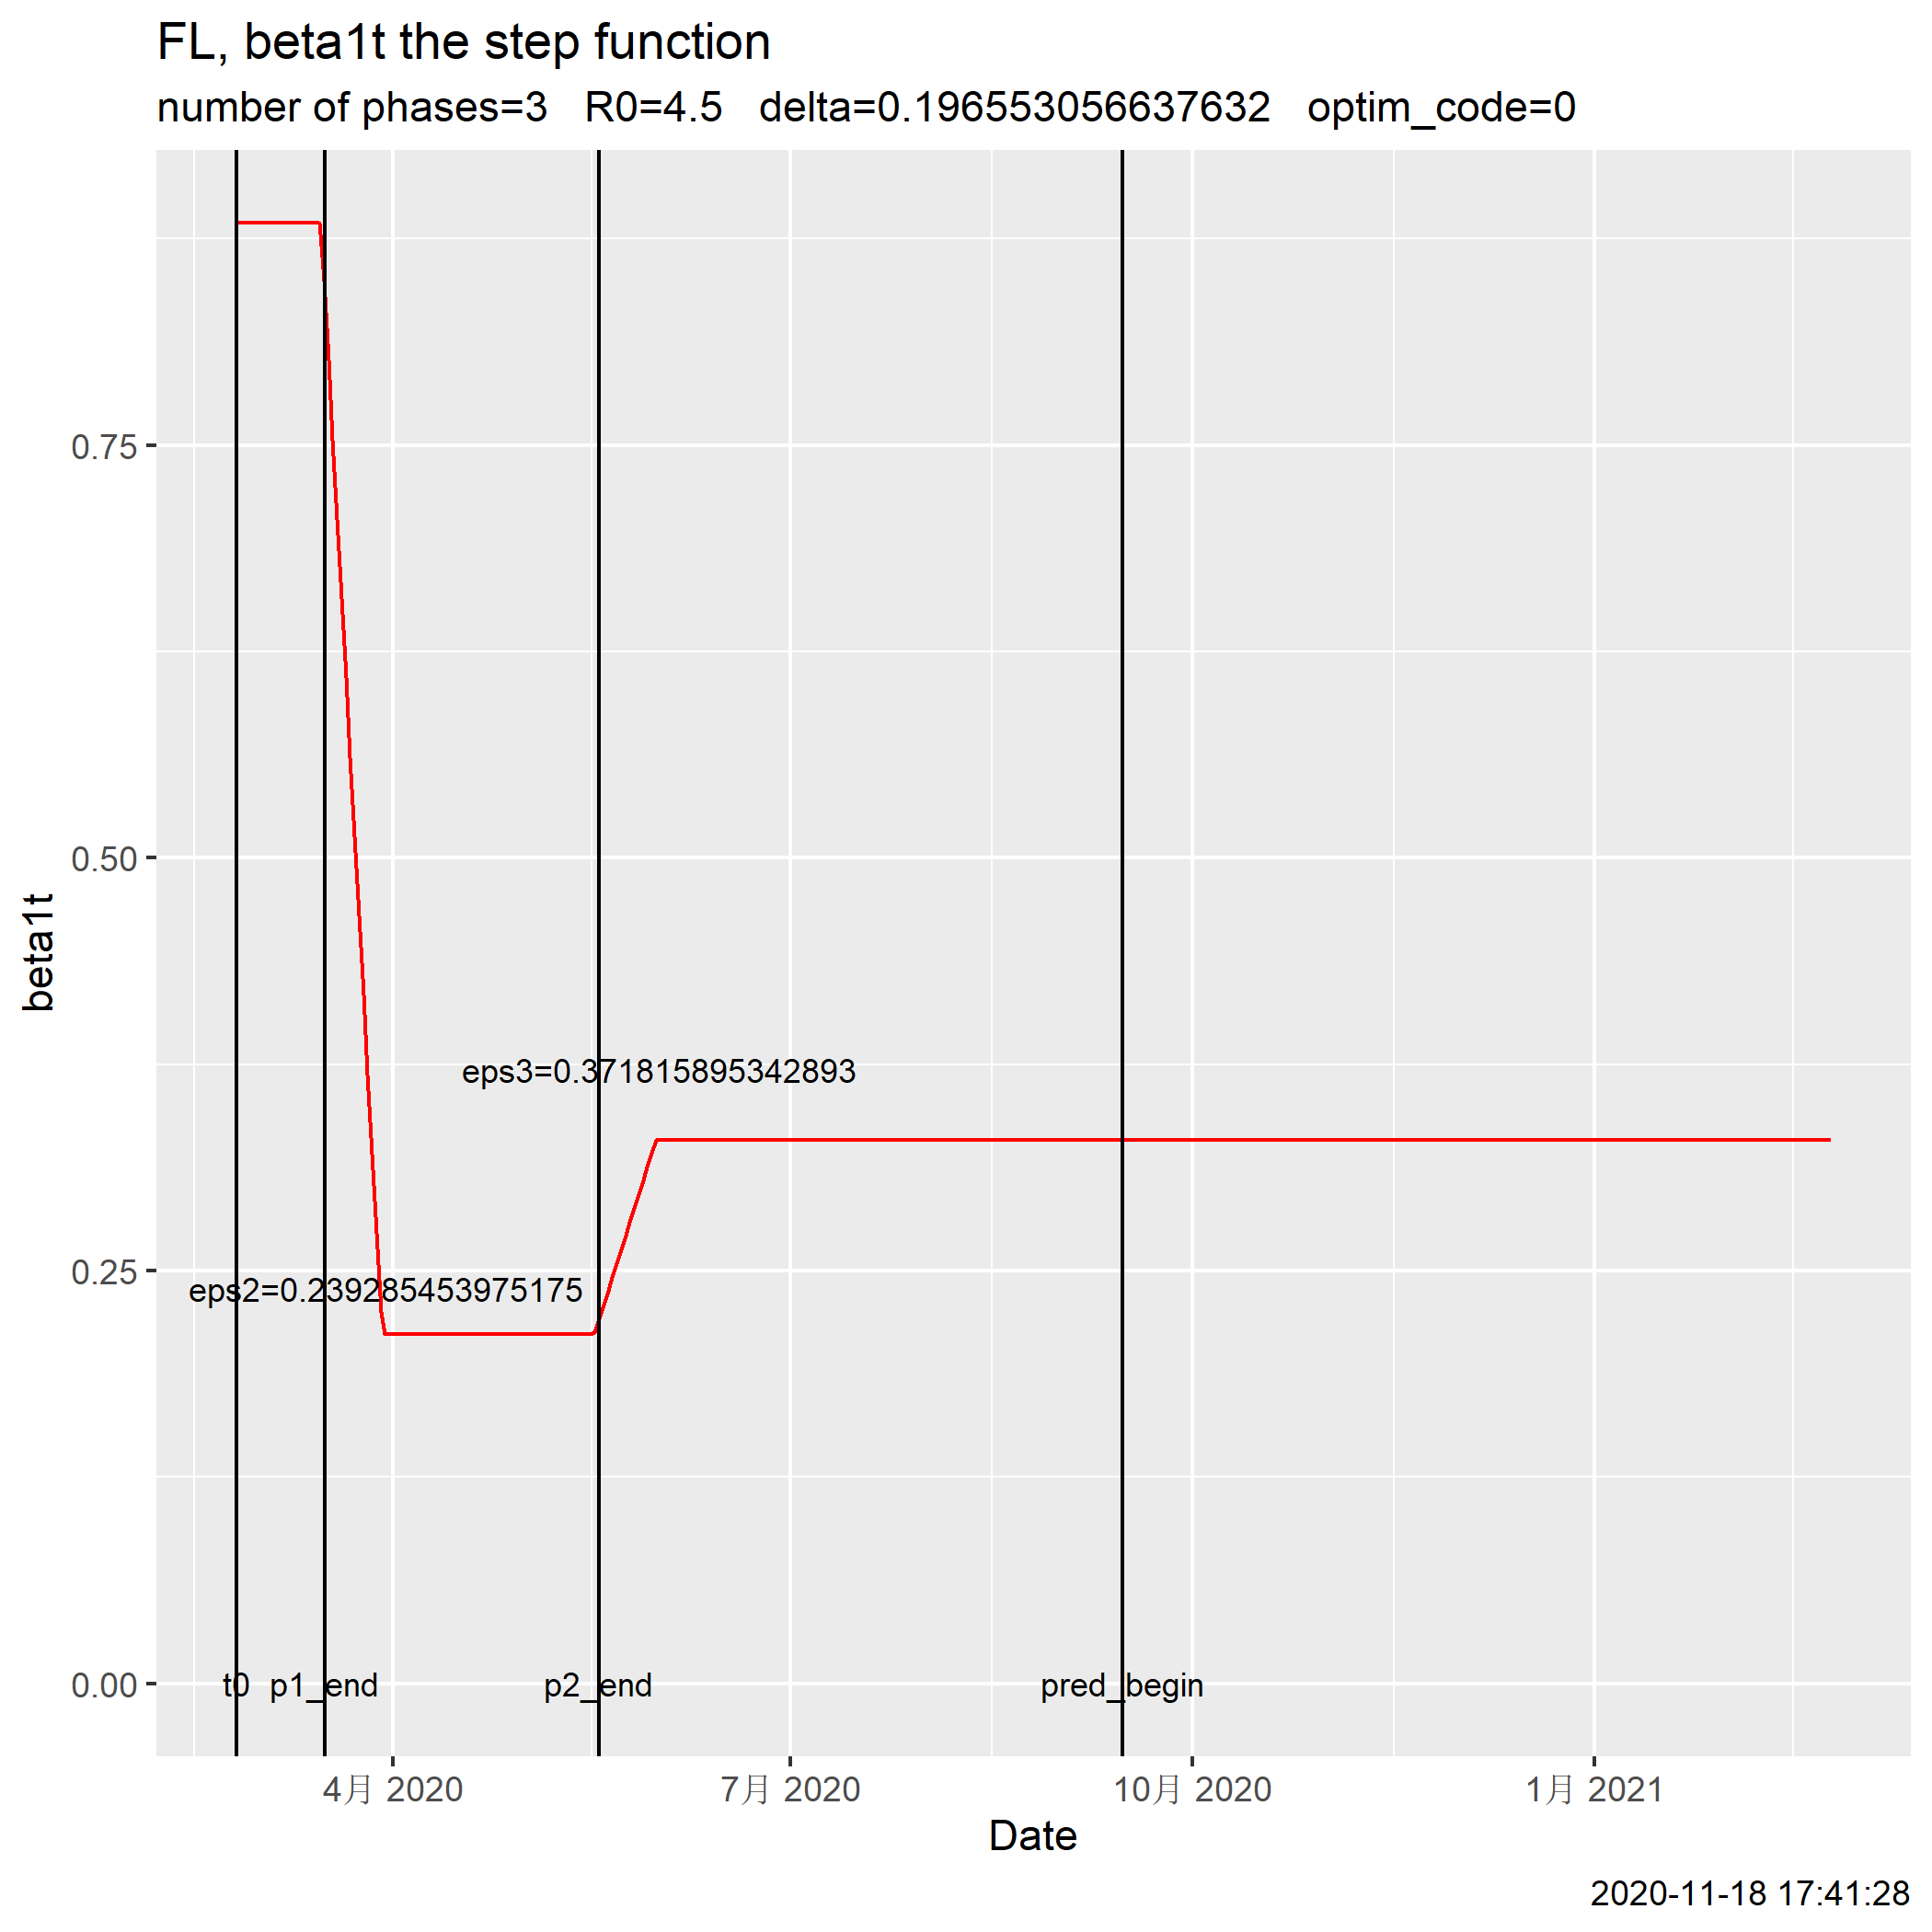 FL, beta1t the step function
number of phases=3   R0=4.5   delta=0.196553056637632   optim_code=0
0.75
0.50
0.25
0.00
beta1t
eps3=0.371815895342893
eps2=0.239285453975175
t0 p1_end p2_end pred_begin
4月 2020 7月 2020 10月 2020 1月 2021
Date
2020-11-18 17:41:28